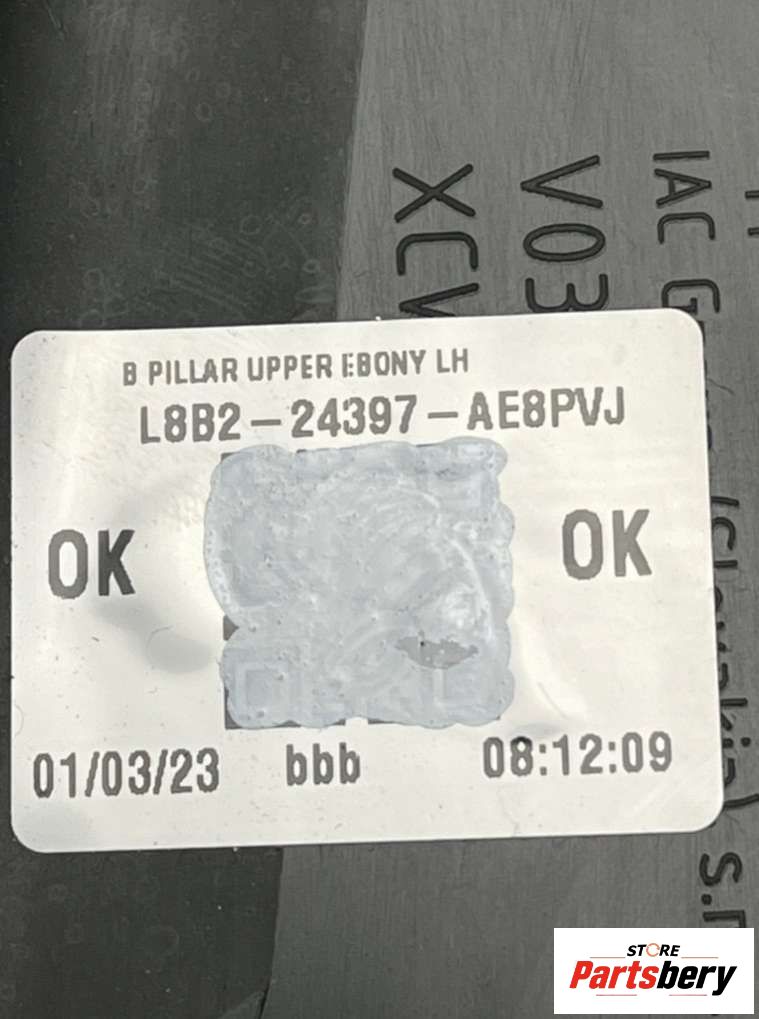 XCV
V03
IAC
B PILLAR UPPER EBONY LH
L8B2-24397-AE8PVJ
OK
OK
01/03/23 bbb 08:12:09
STORE
Partsbery